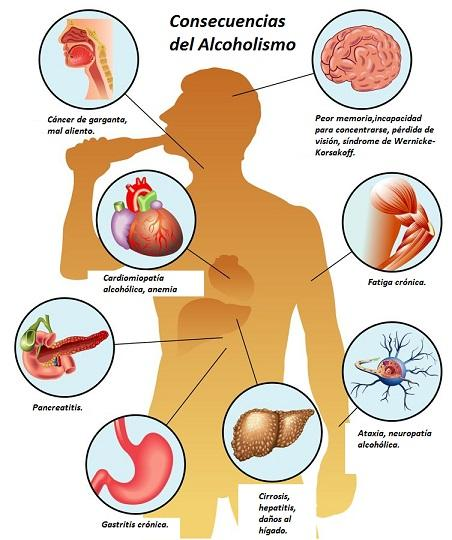 Consecuencias
del Alcoholismo
Cáncer de garganta,
mal aliento.
Peor memoria,incapacidad
para concentrarse, pérdida de
visión, síndrome de Wernicke-
Korsakoff.
Cardiomiopatía
alcohólica, anemia
Fatiga crónica.
Pancreatitis.
Ataxia, neuropatía
alcohólica.
Gastritis crónica.
Cirrosis,
hepatitis,
daños al
hígado.